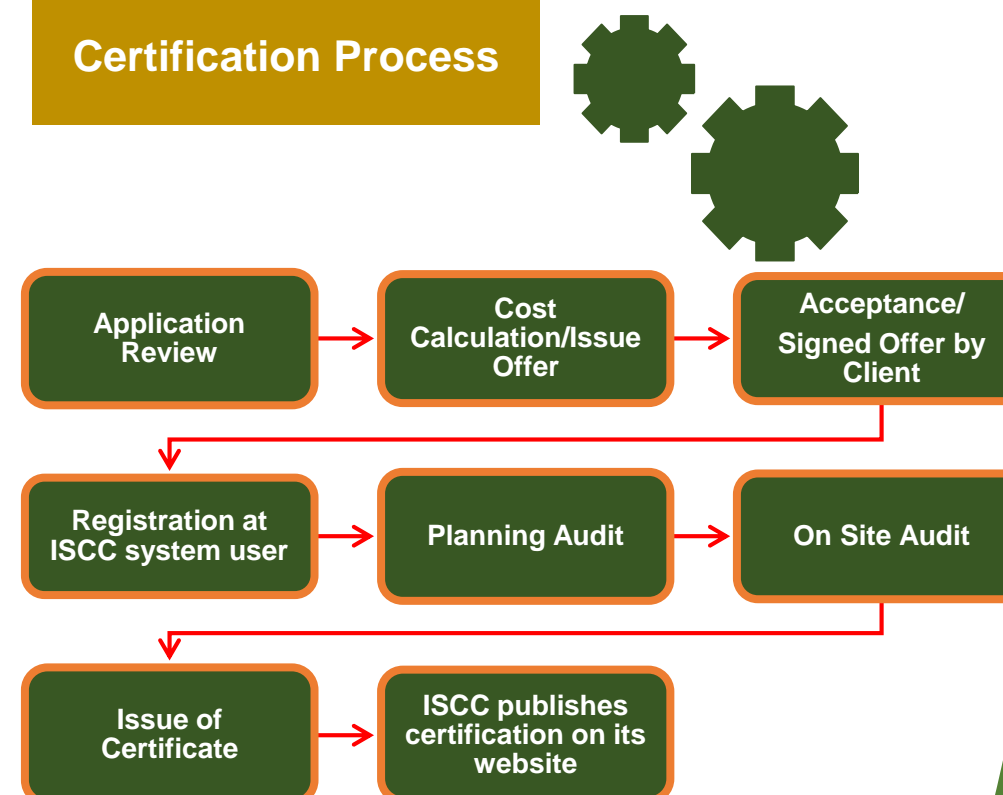 Certification Process
Application
Review
Cost
Calculation/Issue
Offer
Acceptance/
Signed Offer by
Client
Registration at
ISCC system user
Planning Audit
On Site Audit
Issue of
Certificate
ISCC publishes
certification on its
website